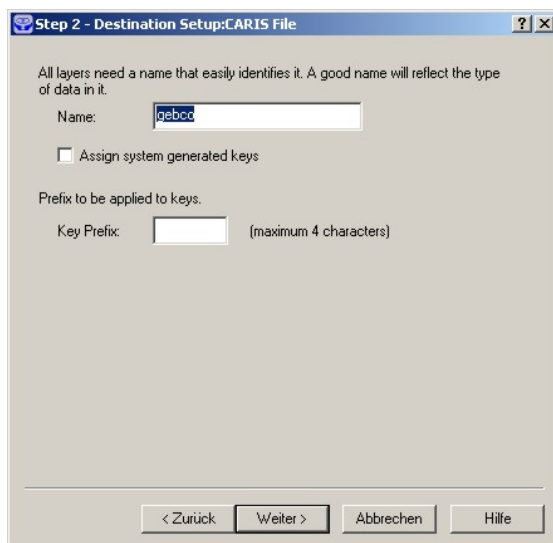 Step 2 - Destination Setup:CARIS File
All layers need a name that easily identifies it. A good name will reflect the type
of data in it.
Name: gebco
Assign system generated keys
Prefix to be applied to keys.
Key Prefix: (maximum 4 characters)
< Zurück Weiter > Abbrechen Hilfe